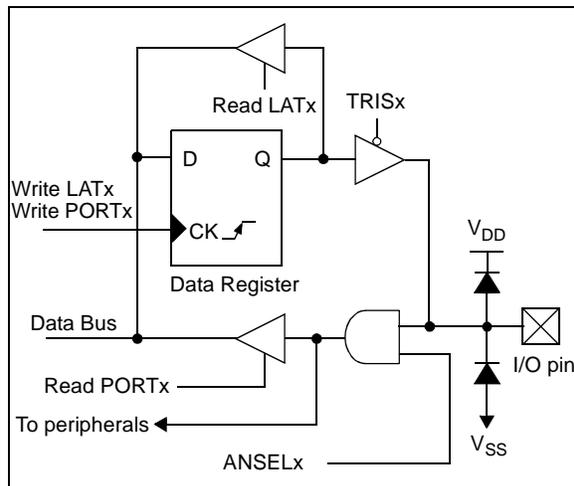 Read LATx
TRISx
D Q
Write LATx
Write PORTx
CK
VDD
Data Register
Data Bus
I/O pin
Read PORTx
To peripherals
VSS
ANSELx